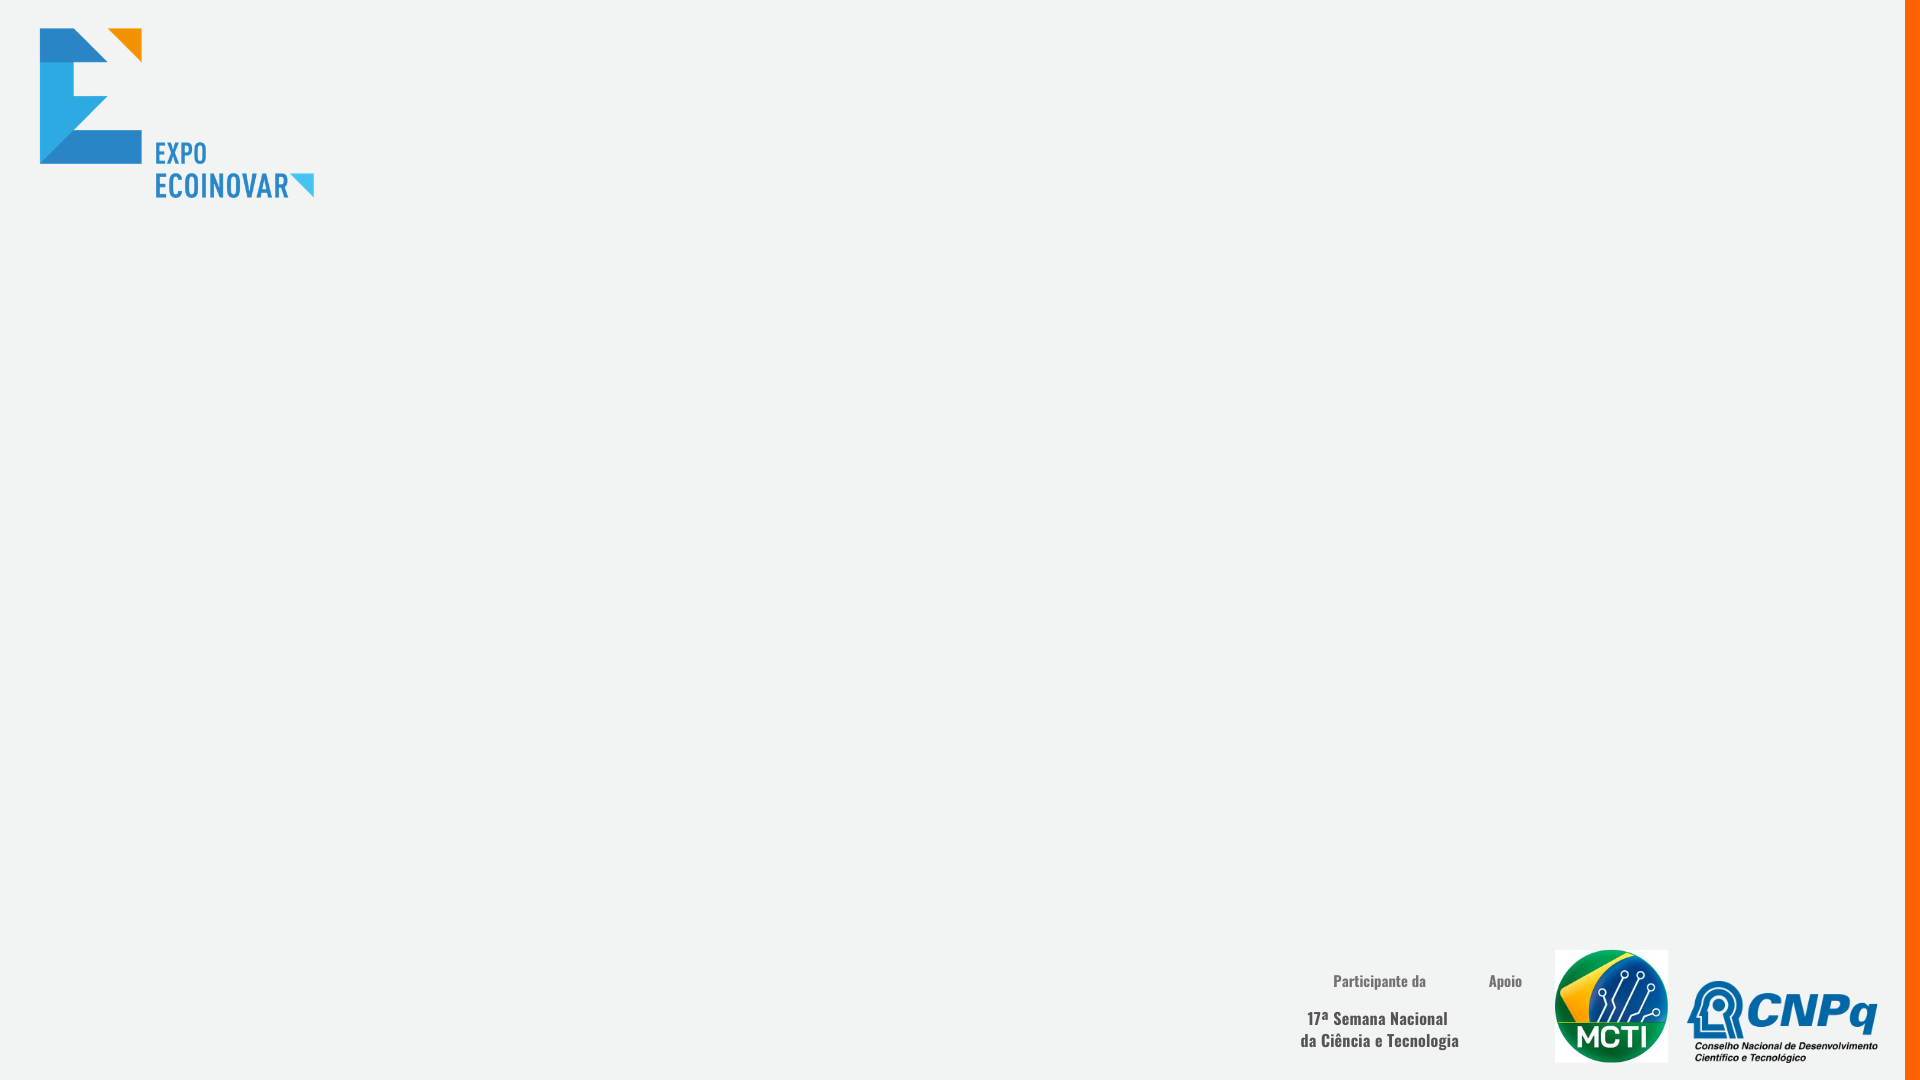 EXPO
ECOINOVAR
Participante da
Apoio
17ª Semana Nacional
da Ciência e Tecnologia
MCTI
CNPq
Conselho Nacional de Desenvolvimento
Científico e Tecnológico